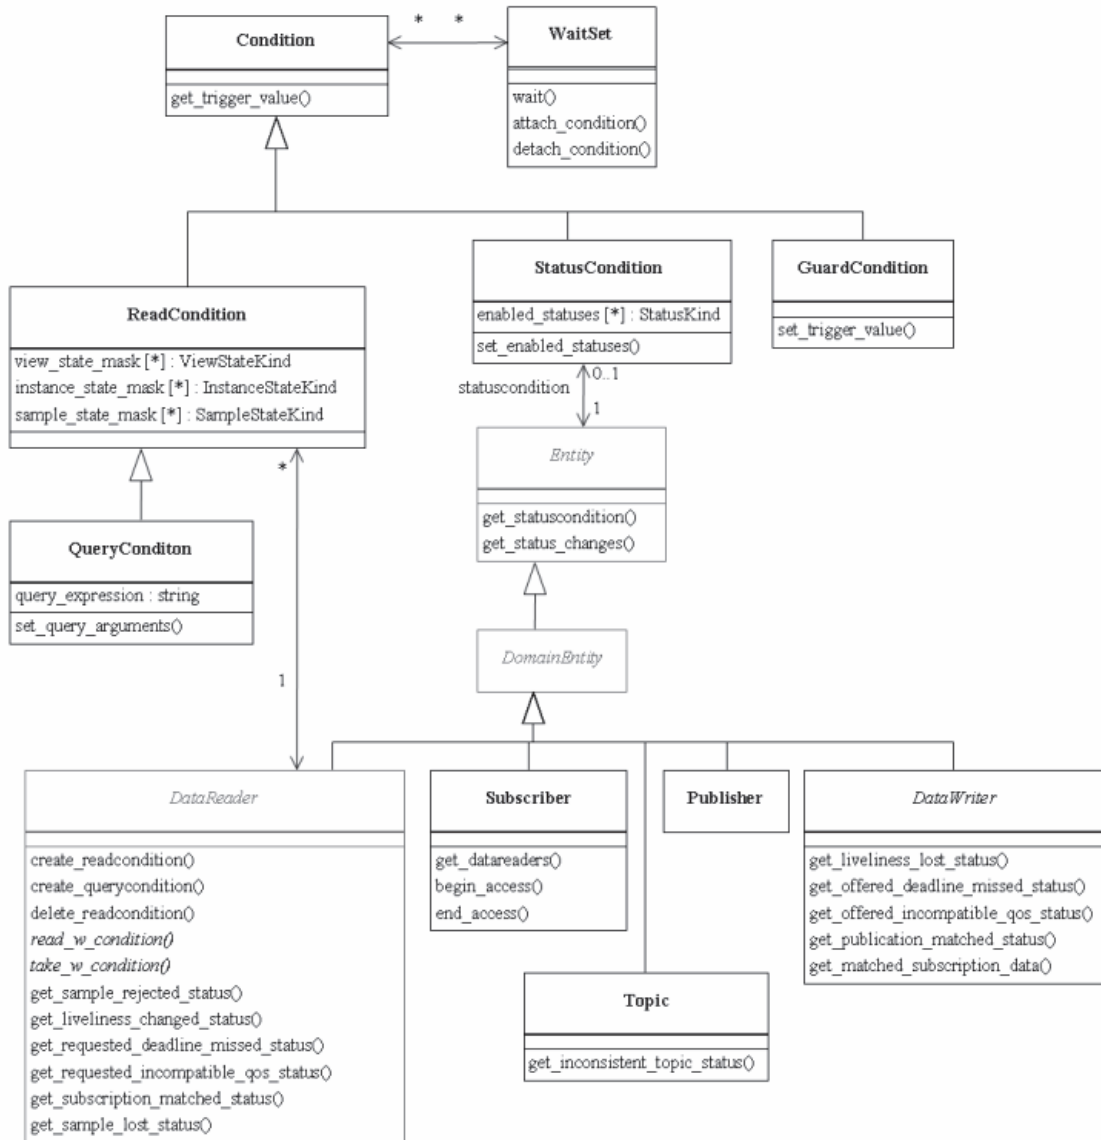 Condition
get_trigger_value()
* *
WaitSet
wait()
attach_condition()
detach_condition()
ReadCondition
view_state_mask [*] : ViewStateKind
instance_state_mask [*] : InstanceStateKind
sample_state_mask [*] : SampleStateKind
StatusCondition
enabled_statuses [*] : StatusKind
set_enabled_statuses()
GuardCondition
set_trigger_value()
statuscondition
0..1
1
Entity
get_statuscondition()
get_status_changes()
*
1
QueryConditon
query_expression : string
set_query_arguments()
DomainEntity
DataReader
create_readcondition()
create_querycondition()
delete_readcondition()
read_w_condition()
take_w_condition()
get_sample_rejected_status()
get_liveliness_changed_status()
get_requested_deadline_missed_status()
get_requested_incompatible_qos_status()
get_subscription_matched_status()
get_sample_lost_status()
Subscriber
get_datareaders()
begin_access()
end_access()
Publisher
DataWriter
get_liveliness_lost_status()
get_offered_deadline_missed_status()
get_offered_incompatible_qos_status()
get_publication_matched_status()
get_matched_subscription_data()
Topic
get_inconsistent_topic_status()